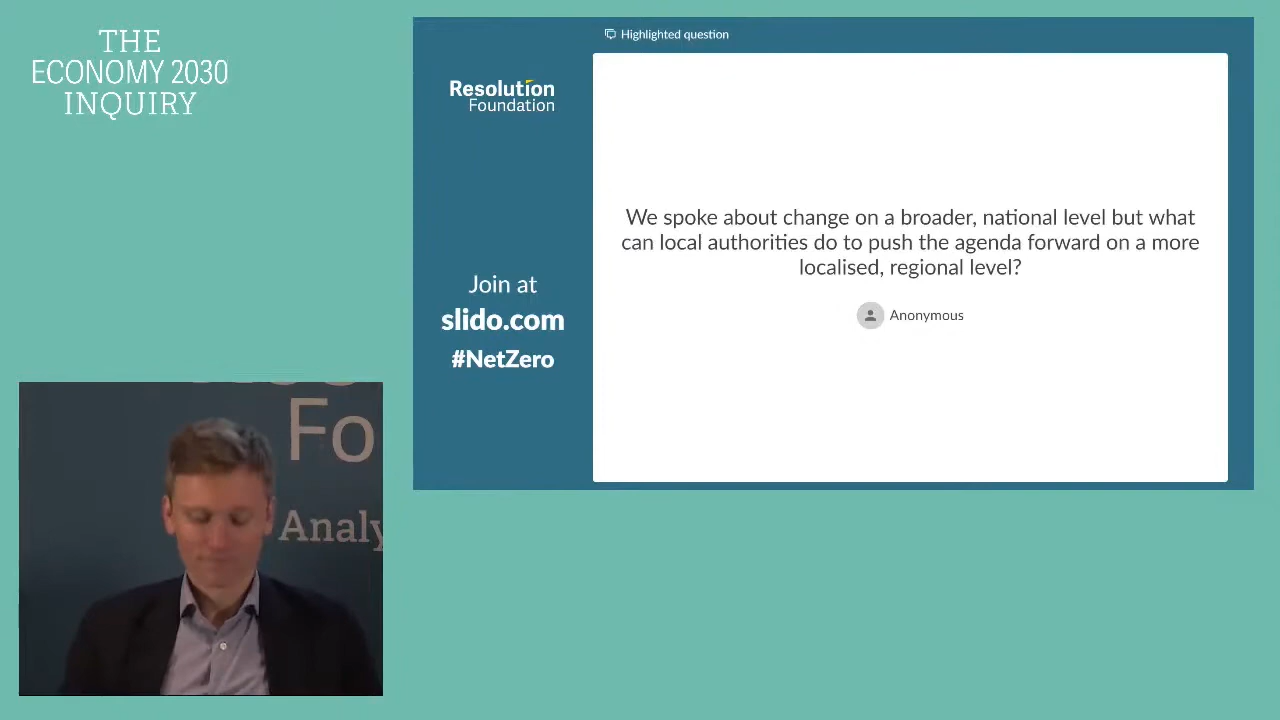 THE
ECONOMY 2030
INQUIRY
Highlighted question
Resolution
Foundation
We spoke about change on a broader, national level but what
can local authorities do to push the agenda forward on a more
localised, regional level?
Anonymous
Join at
slido.com
#NetZero
Fo
Analy